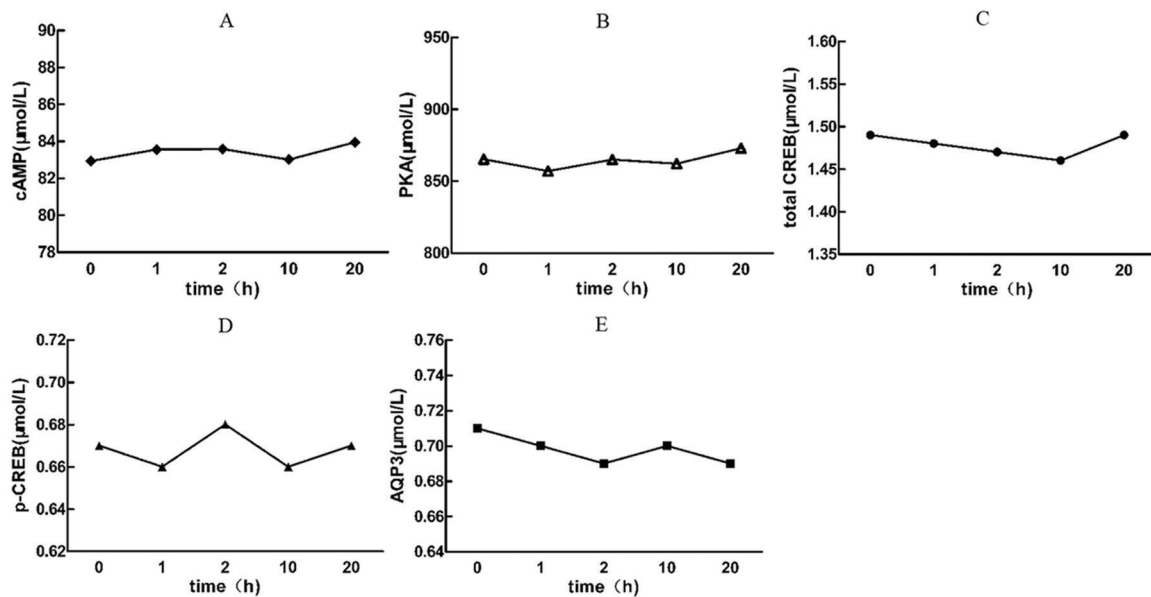 A
cAMP(μmol/L)
90
88
86
84
82
80
78
0 1 2 10 20
time（h)
B
PKA(μmol/L)
950
900
850
800
0 1 2 10 20
time（h)
C
total CREB(μmol/L)
1.60
1.55
1.50
1.45
1.40
1.35
0 1 2 10 20
time（h)
D
p-CREB(μmol/L)
0.72
0.70
0.68
0.66
0.64
0.62
0 1 2 10 20
time（h)
E
AQP3(μmol/L)
0.76
0.74
0.72
0.70
0.68
0.66
0.64
0 1 2 10 20
time（h)